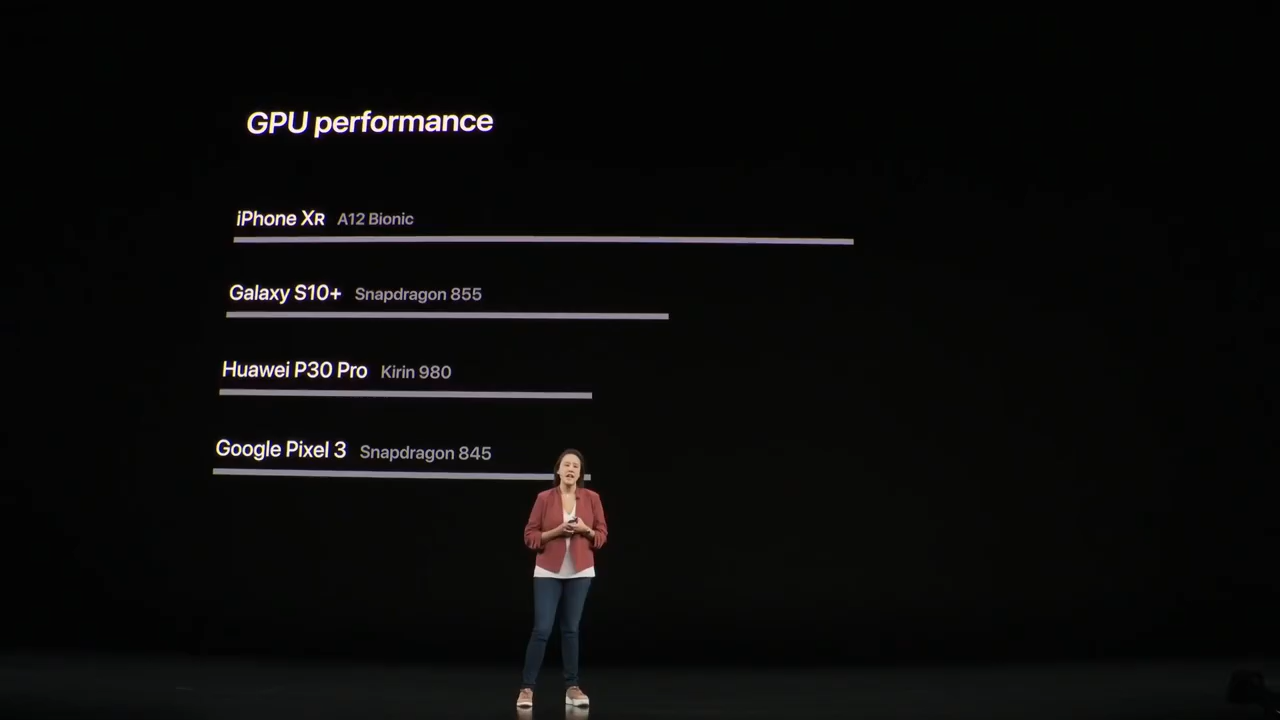 GPU performance
iPhone XR A12 Bionic
Galaxy S10+ Snapdragon 855
Huawei P30 Pro Kirin 980
Google Pixel 3 Snapdragon 845